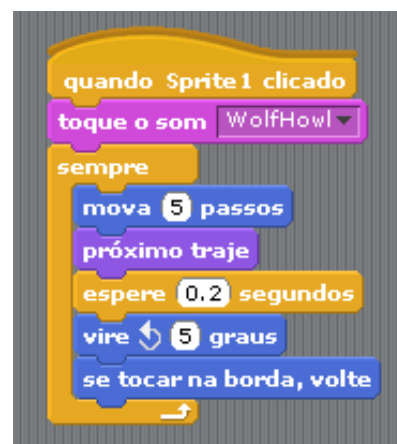 quando Sprite1 clicado
toque o som WolfHowl
sempre
mova 5 passos
próximo traje
espere 0.2 segundos
vire 5 graus
se tocar na borda, volte